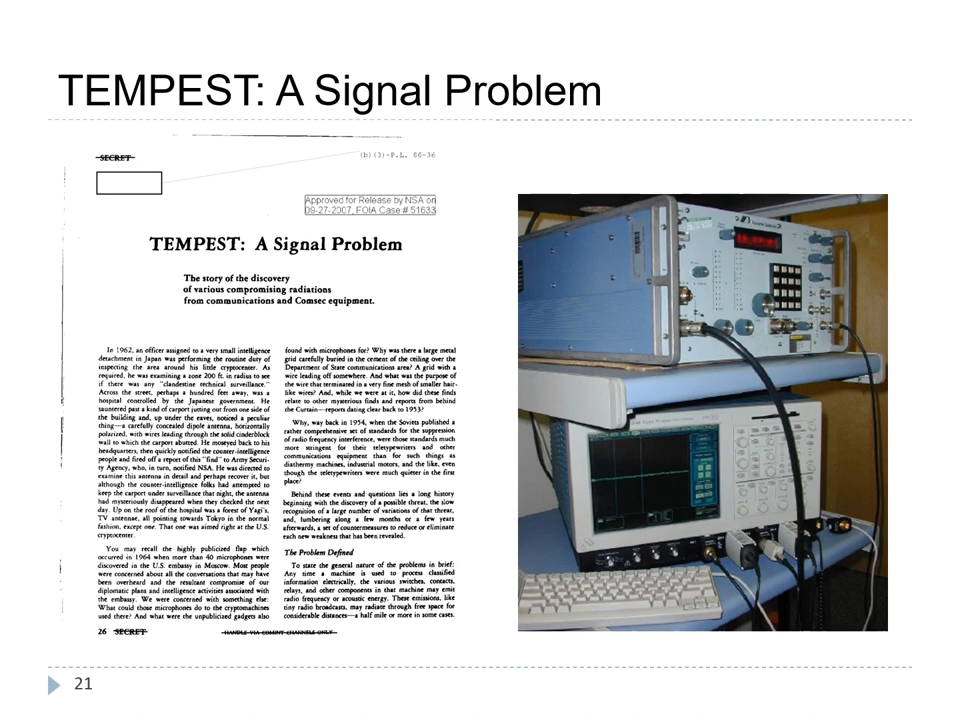 TEMPEST: A Signal Problem
SECRET
(b)(3)-P.L. 86-36
Approved for Release by NSA on
09-27-2007, FOIA Case # 51633
TEMPEST: A Signal Problem
The story of the discovery
of various compromising radiations
from communications and Comsec equipment.
In 1962, an officer assigned to a very small intelligence
detachment in Japan was performing the routine duty of
inspecting the area around his little cryptocenter. As
required, he was examining a zone 200 ft. in radius to see
if there was any "clandestine technical surveillance."
Across the street, perhaps a hundred feet away, was a
hospital controlled by the Japanese government. He
sauntered past a kind of carport jutting out from one side of
the building and, up under the eaves, noticed a peculiar
thing—a carefully concealed dipole antenna, horizontally
polarized, with wires leading through the solid cinderblock
wall to which the carport abutted. He moseyed back to his
headquarters, then quickly notified the counter-intelligence
people and fired off a report of this "find" to Army Securi-
ty Agency, who, in turn, notified NSA. He was directed to
examine this antenna in detail and perhaps recover it, but
although the counter-intelligence folks had attempted to
keep the carport under surveillance that night, the antenna
had mysteriously disappeared when they checked the next
day. Up on the roof of the hospital was a forest of Yagi's,
TV antennae, all pointing towards Tokyo in the normal
fashion, except one. That one was aimed right at the U.S.
cryptocenter.
You may recall the highly publicized flap which
occurred in 1964 when more than 40 microphones were
discovered in the U.S. embassy in Moscow. Most people
were concerned about all the conversations that may have
been overheard and the resultant compromise of our
diplomatic plans and intelligence activities associated with
the embassy. We were concerned with something else:
What could those microphones do to the cryptomachines
used there? And what were the unpublicized gadgets also
found with microphones for? Why was there a large metal
grid carefully buried in the cement of the ceiling over the
Department of State communications area? A grid with a
wire leading off somewhere. And what was the purpose of
the wire that terminated in a very fine mesh of smaller hair-
like wires? And, while we were at it, how did these finds
relate to other mysterious finds and reports from behind
the Curtain—reports dating clear back to 1953?
Why, way back in 1954, when the Soviets published a
rather comprehensive set of standards for the suppression
of radio frequency interference, were those standards much
more stringent for their teletypewriters and other
communications equipment than for such things as
diathermy machines, industrial motors, and the like, even
though the teletypewriters were much quieter in the first
place?
Behind these events and questions lies a long history
beginning with the discovery of a possible threat, the slow
recognition of a large number of variations of that threat,
and, lumbering along a few months or a few years
afterwards, a set of countermeasures to reduce or eliminate
each new weakness that has been revealed.
The Problem Defined
To state the general nature of the problems in brief:
Any time a machine is used to process classified
information electrically, the various switches, contacts,
relays, and other components in that machine may emit
radio frequency or acoustic energy. These emissions, like
tiny radio broadcasts, may radiate through free space for
considerable distances—a half mile or more in some cases.
26 SECRET
HANDLE VIA COMINT CHANNELS ONLY
21